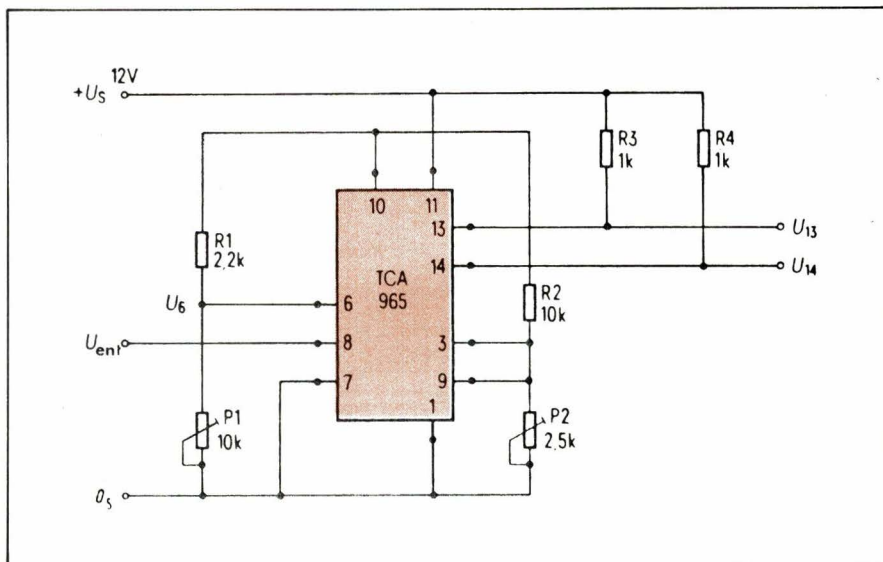 12V
+U_S
R3
1k
R4
1k
10
11
13
U_13
R1
2,2k
14
U_14
TCA
965
R2
10k
U_6
6
U_ent
8
3
7
9
P1
10k
1
P2
2,5k
0_S